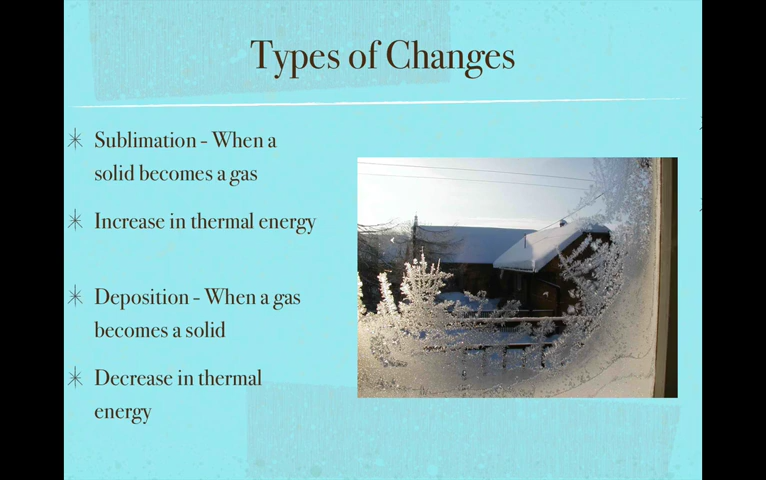 Types of Changes
Sublimation - When a
solid becomes a gas
Increase in thermal energy
Deposition - When a gas
becomes a solid
Decrease in thermal
energy